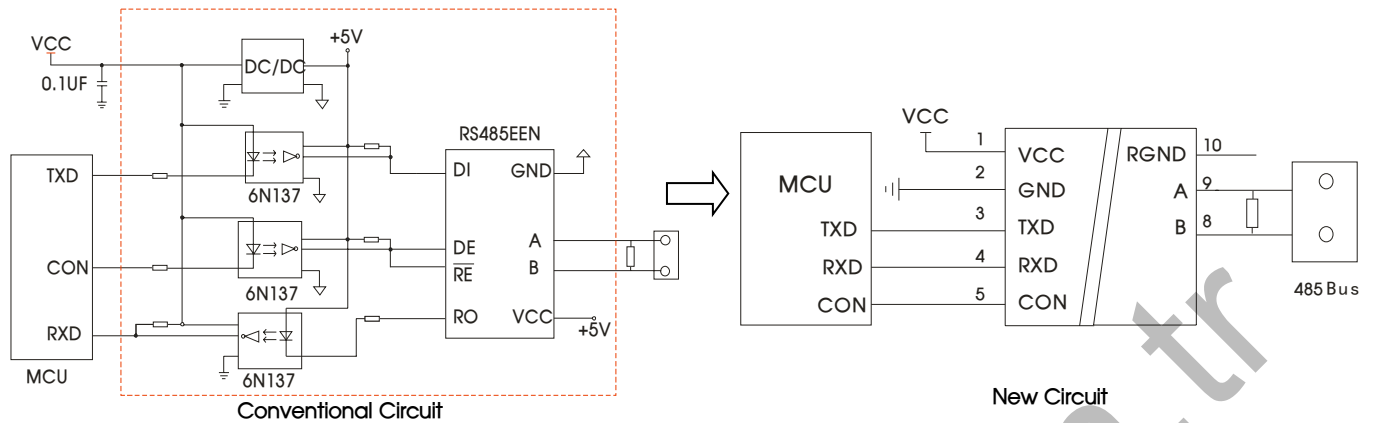 VCC
0.1UF
DC/DC
+5V
TXD
CON
RXD
MCU
6N137
6N137
6N137
RS485EEN
DI
GND
DE
RE
RO
A
B
VCC
+5V
Conventional Circuit
MCU
TXD
RXD
CON
VCC
1
2
3
4
5
VCC
GND
TXD
RXD
CON
RGND
A
B
10
9
8
485 Bus
New Circuit
.tr